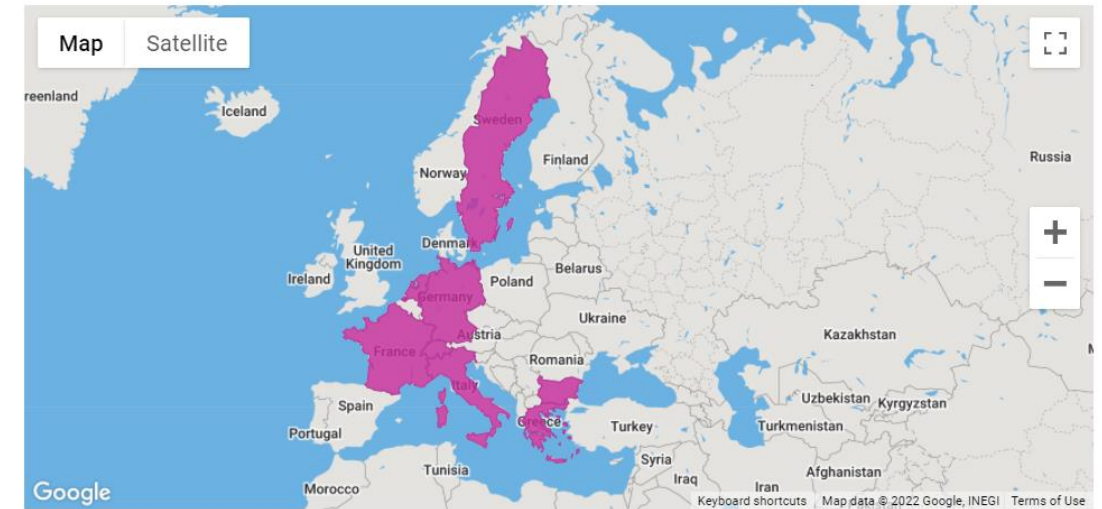 Map
Satellite
reenland
Iceland
Sweden
Finland
Russia
Norway
Denmark
United
Kingdom
Ireland
Germany
Poland
Belarus
Ukraine
Austria
France
Kazakhstan
Romania
Italy
Spain
Uzbekistan
Kyrgyzstan
Portugal
Greece
Turkey
Turkmenistan
Syria
Tunisia
Iraq
Afghanistan
Iran
Morocco
Google
Keyboard shortcuts
Map data © 2022 Google, INEGI
Terms of Use